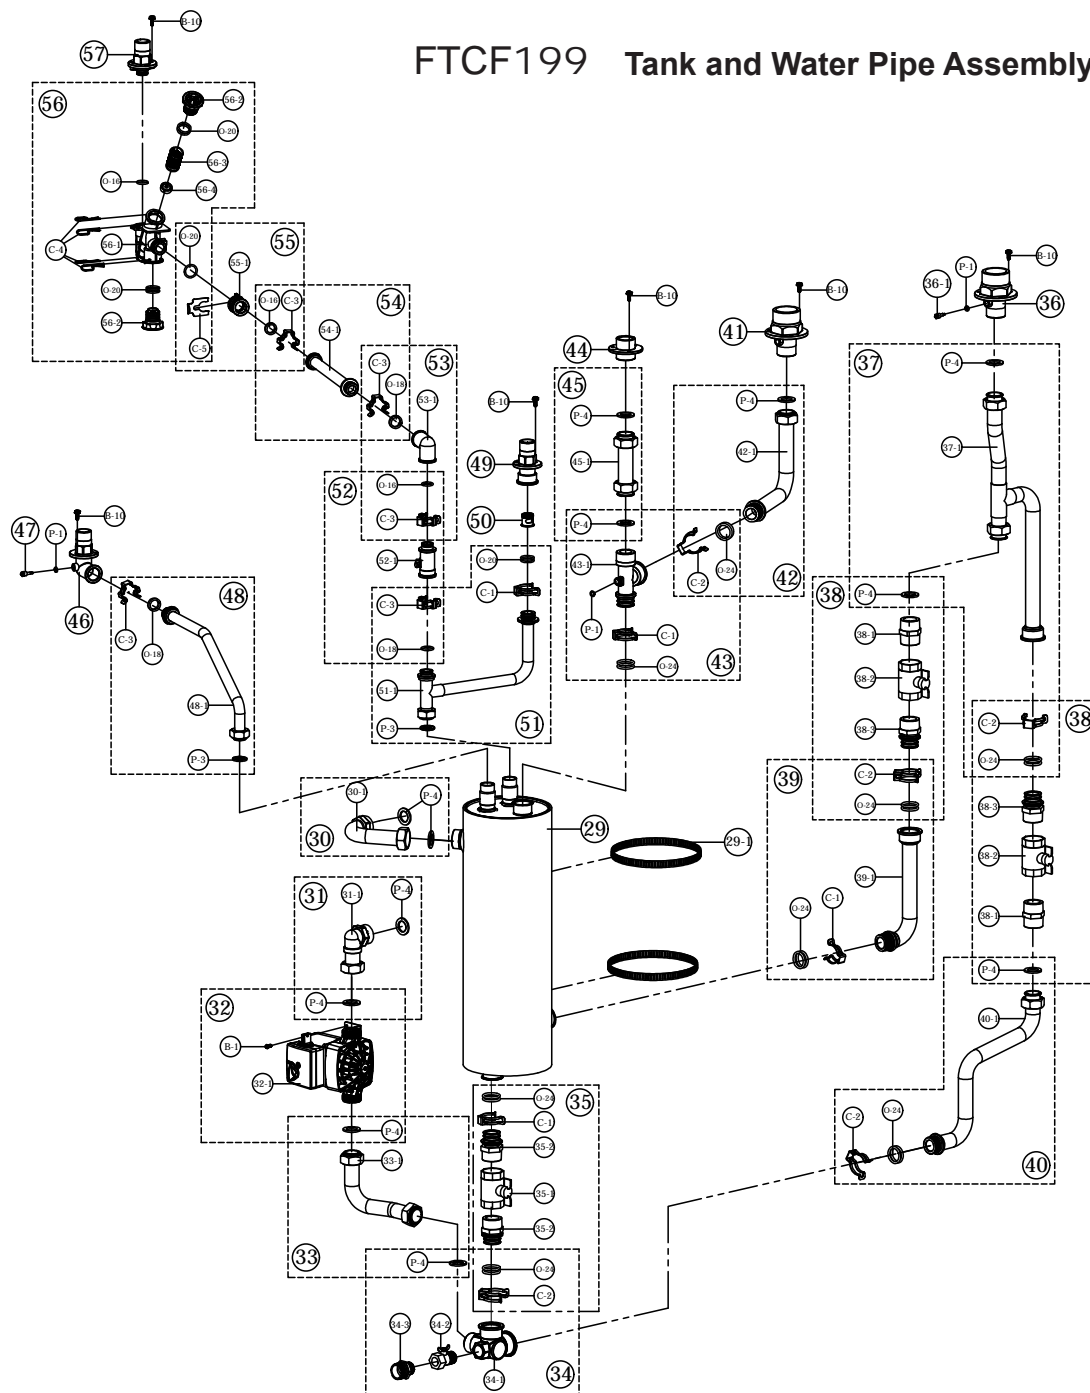 FTCF199 Tank and Water Pipe Assembly
B-10
57
56
56-2
O-20
56-3
O-16
56-4
C-4
56-1
O-20
55
O-20
55-1
56-2
C-5
O-16
C-3
54
54-1
C-3
O-18
53
53-1
B-10
49
O-16
52
C-3
50
52-1
O-20
C-1
C-3
O-18
51-1
51
P-3
47
P-1
B-10
46
C-3
O-18
48
48-1
P-3
B-10
44
45
P-4
45-1
P-4
43-1
P-1
C-1
O-24
43
B-10
41
P-4
42-1
C-2
O-24
42
B-10
P-1
36-1
36
37
P-4
37-1
38
P-4
38-1
38-2
38-3
C-2
O-24
39
39-1
C-1
O-24
38
C-2
O-24
38-3
38-2
38-1
P-4
40-1
C-2
O-24
40
30-1
P-4
30
29
29-1
31
31-1
P-4
P-4
32
B-1
32-1
P-4
33-1
33
P-4
O-24
35
C-1
35-2
35-1
35-2
O-24
C-2
34-3
34-2
34-1
34